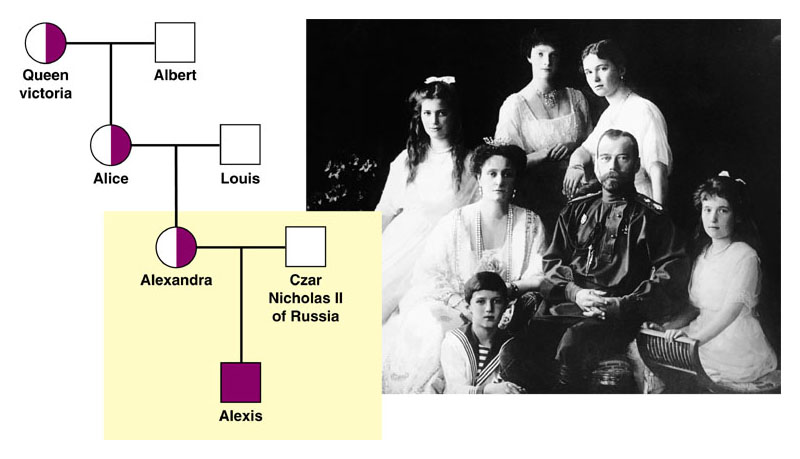 Queen
victoria
Albert
Alice
Louis
Alexandra
Czar
Nicholas II
of Russia
Alexis